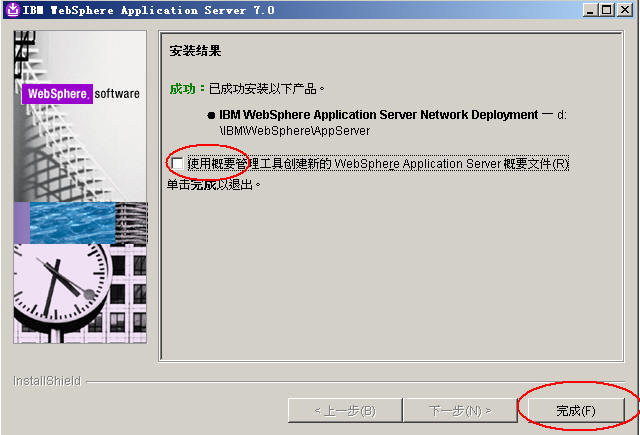 IBM WebSphere Application Server 7.0
WebSphere. software
安装结果
成功：已成功安装以下产品。
● IBM WebSphere Application Server Network Deployment — d:
\IBM\WebSphere\AppServer
使用概要管理工具创建新的 WebSphere Application Server 概要文件(R)
单击完成以退出。
InstallShield
< 上一步(B)
下一步(N) >
完成(F)